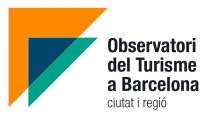 Observatori
del Turisme
a Barcelona
ciutat i regió